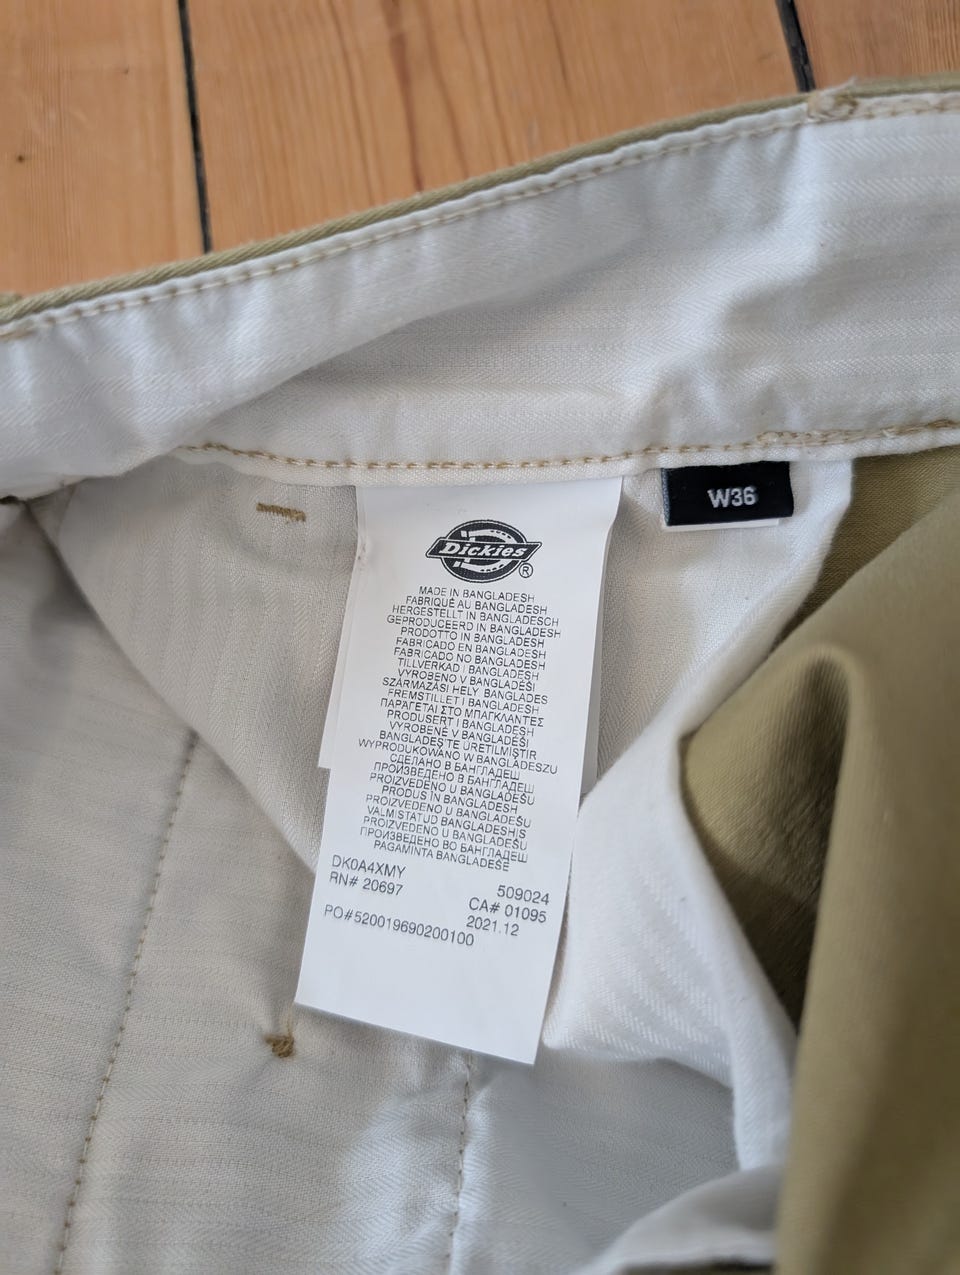 W36
Dickies®
MADE IN BANGLADESH
FABRIQUÉ AU BANGLADESH
HERGESTELLT IN BANGLADESCH
GEPRODUCEERD IN BANGLADESH
PRODOTTO IN BANGLADESH
FABRICADO EN BANGLADESH
FABRICADO NO BANGLADESH
TILLVERKAD I BANGLADESH
VYROBENO V BANGLADÉŠI
SZÁRMAZÁSI HELY BANGLADES
FREMSTILLET I BANGLADESH
ΠΑΡΑΓΕΤΑΙ ΣΤΟ ΜΠΑΓΚΛΑΝΤΕΣ
PRODUSERT I BANGLADESH
VYROBENÉ V BANGLADÉŠI
BANGLADEŞ'TE ÜRETİLMİŞTİR
WYPRODUKOWANO W BANGLADESZU
СДЕЛАНО В БАНГЛАДЕШ
ПРОИЗВЕДЕНО В БАНГЛАДЕШ
PROIZVEDENO U BANGLADEŠU
PRODUS ÎN BANGLADESH
PROIZVEDENO U BANGLADEŠU
VALMISTATUD BANGLADESHIS
PROIZVEDENO U BANGLADEŠU
ПРОИЗВЕДЕНО ВО БАНГЛАДЕШ
PAGAMINTA BANGLADEŠE
DK0A4XMY 509024
RN# 20697 CA# 01095
2021.12
PO#520019690200100